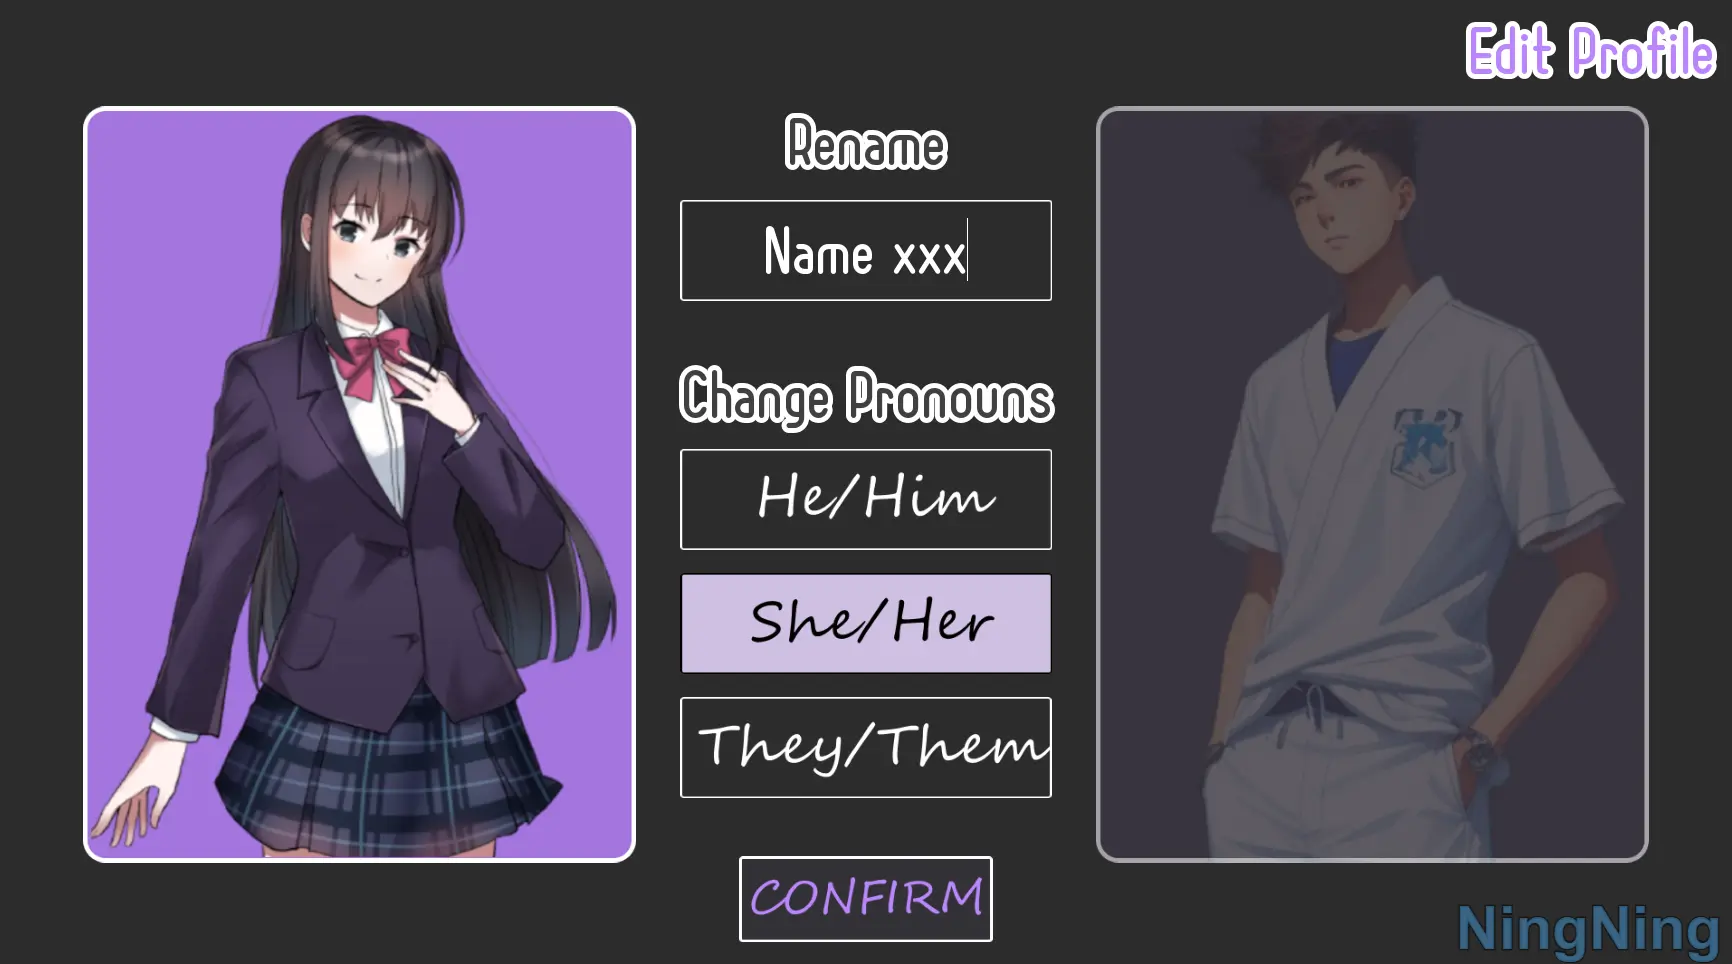 Edit Profile
Rename
Name xxx
Change Pronouns
He/Him
She/Her
They/Them
CONFIRM
NingNing